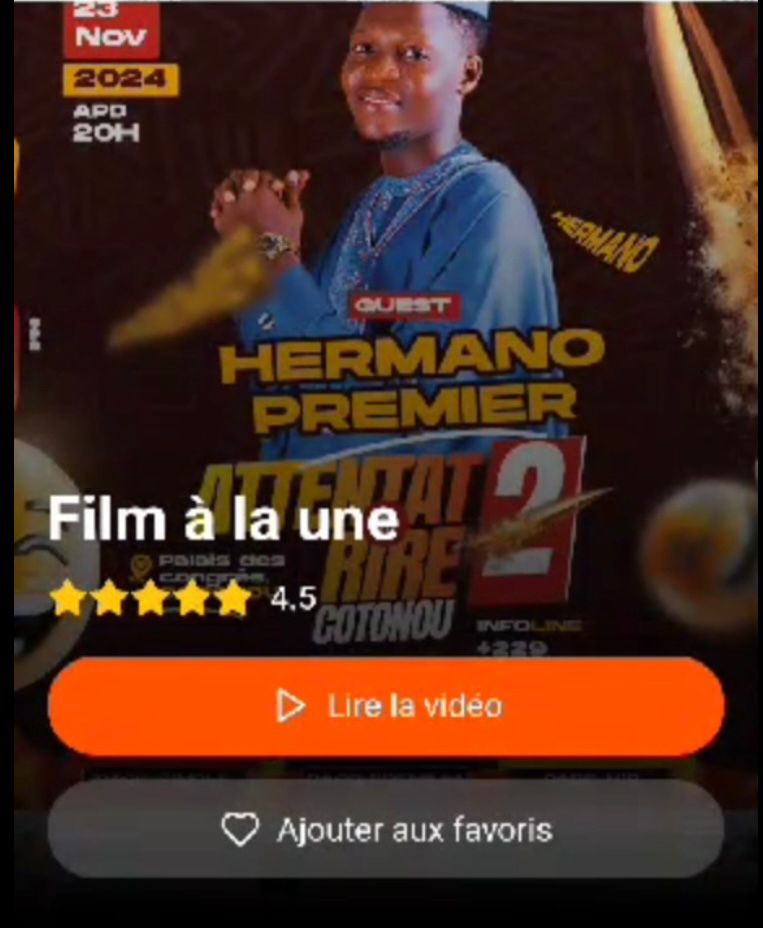 23
Nov
2024
APD
20H
HERMANO
GUEST
HERMANO
PREMIER
ATTENTAT 2
Film à la une
RIRE
Palais des
congrès,
4.5
COTONOU
INFOLINE
+229
Lire la vidéo
Ajouter aux favoris